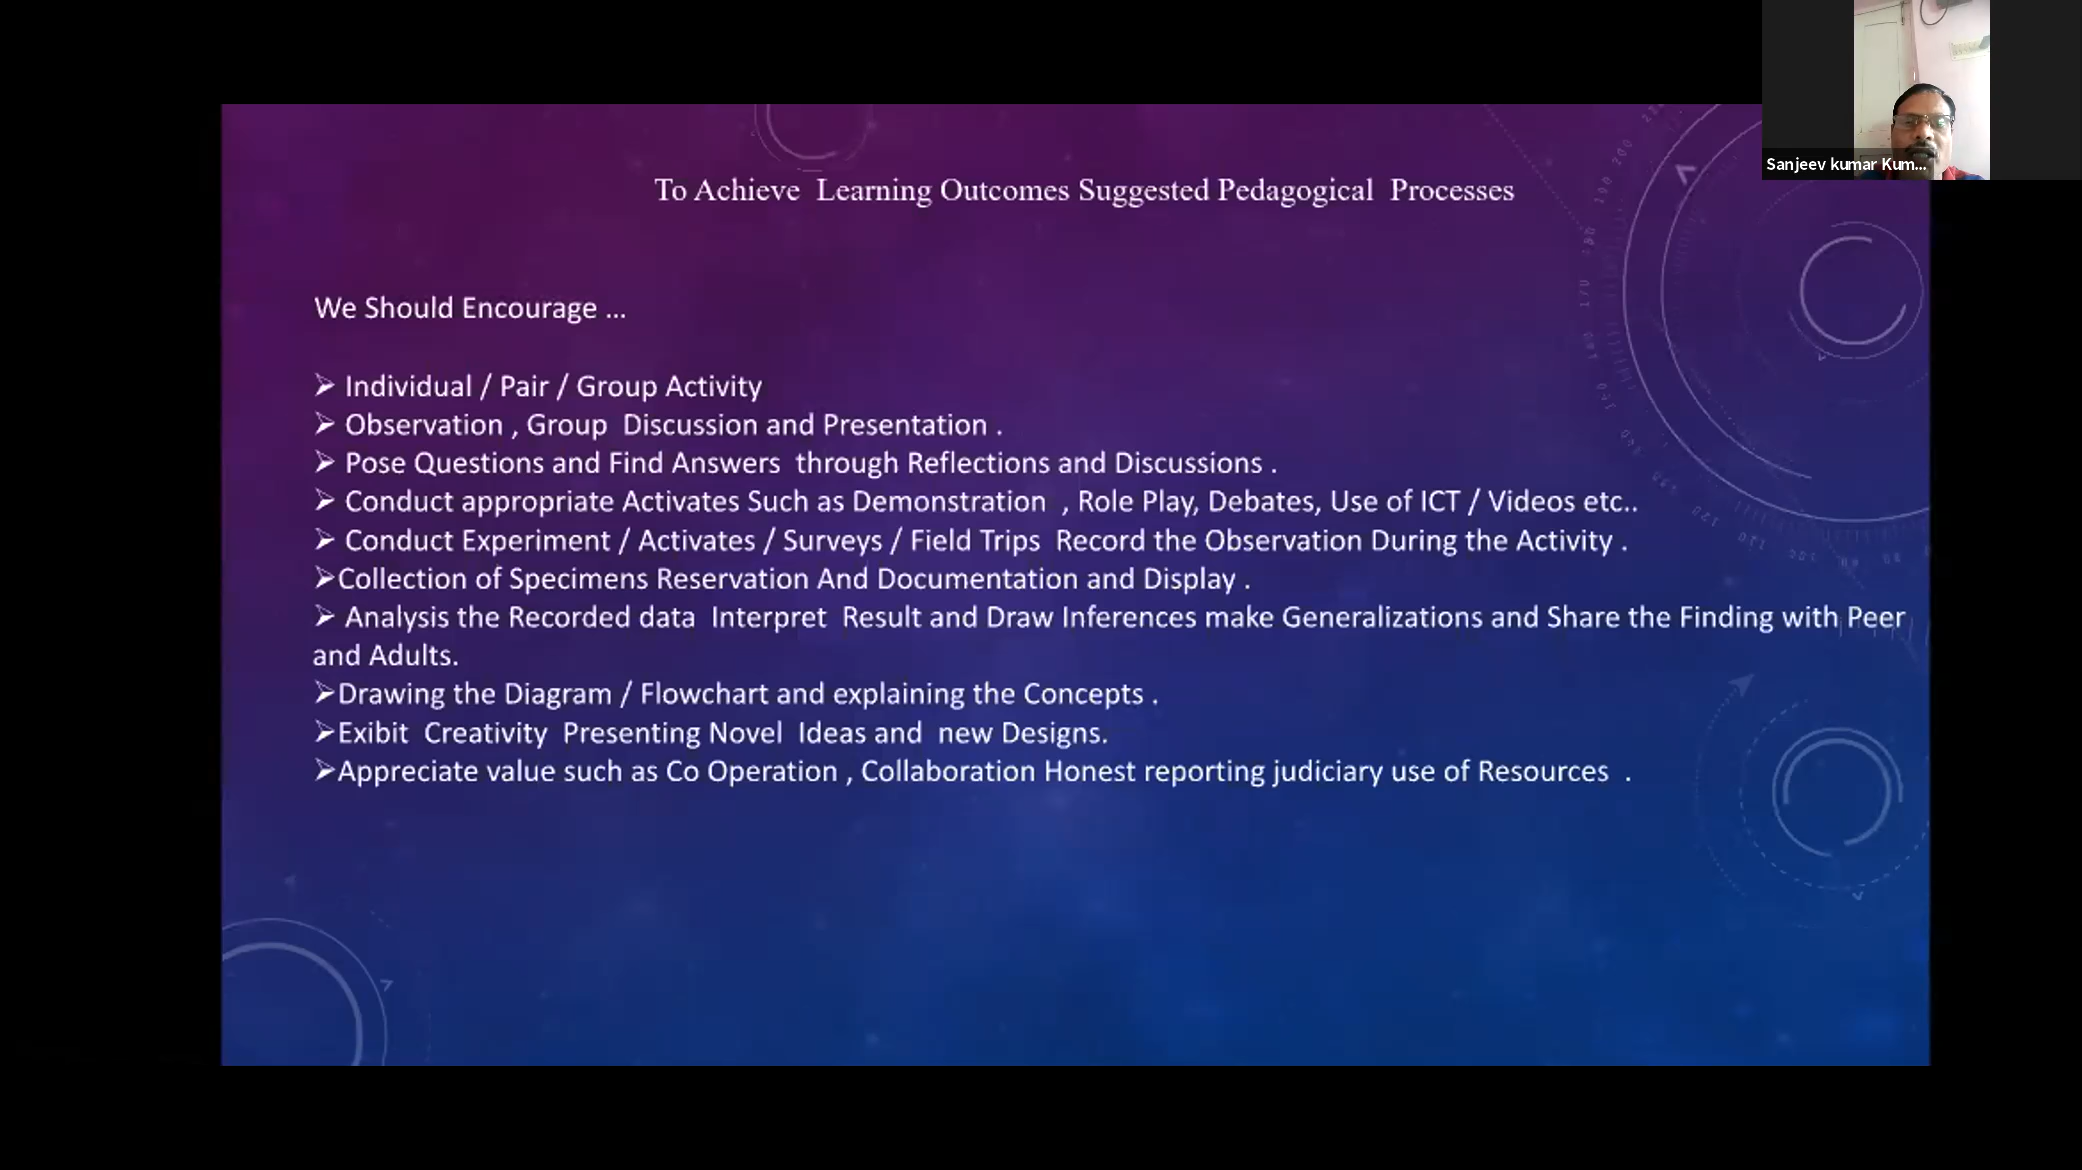 To Achieve Learning Outcomes Suggested Pedagogical Processes
Sanjeev kumar Kum...
We Should Encourage ...
➢ Individual / Pair / Group Activity
➢ Observation , Group Discussion and Presentation .
➢ Pose Questions and Find Answers through Reflections and Discussions .
➢ Conduct appropriate Activates Such as Demonstration , Role Play, Debates, Use of ICT / Videos etc..
➢ Conduct Experiment / Activates / Surveys / Field Trips Record the Observation During the Activity .
➢Collection of Specimens Reservation And Documentation and Display .
➢ Analysis the Recorded data Interpret Result and Draw Inferences make Generalizations and Share the Finding with Peer
and Adults.
➢Drawing the Diagram / Flowchart and explaining the Concepts .
➢Exibit Creativity Presenting Novel Ideas and new Designs.
➢Appreciate value such as Co Operation , Collaboration Honest reporting judiciary use of Resources .